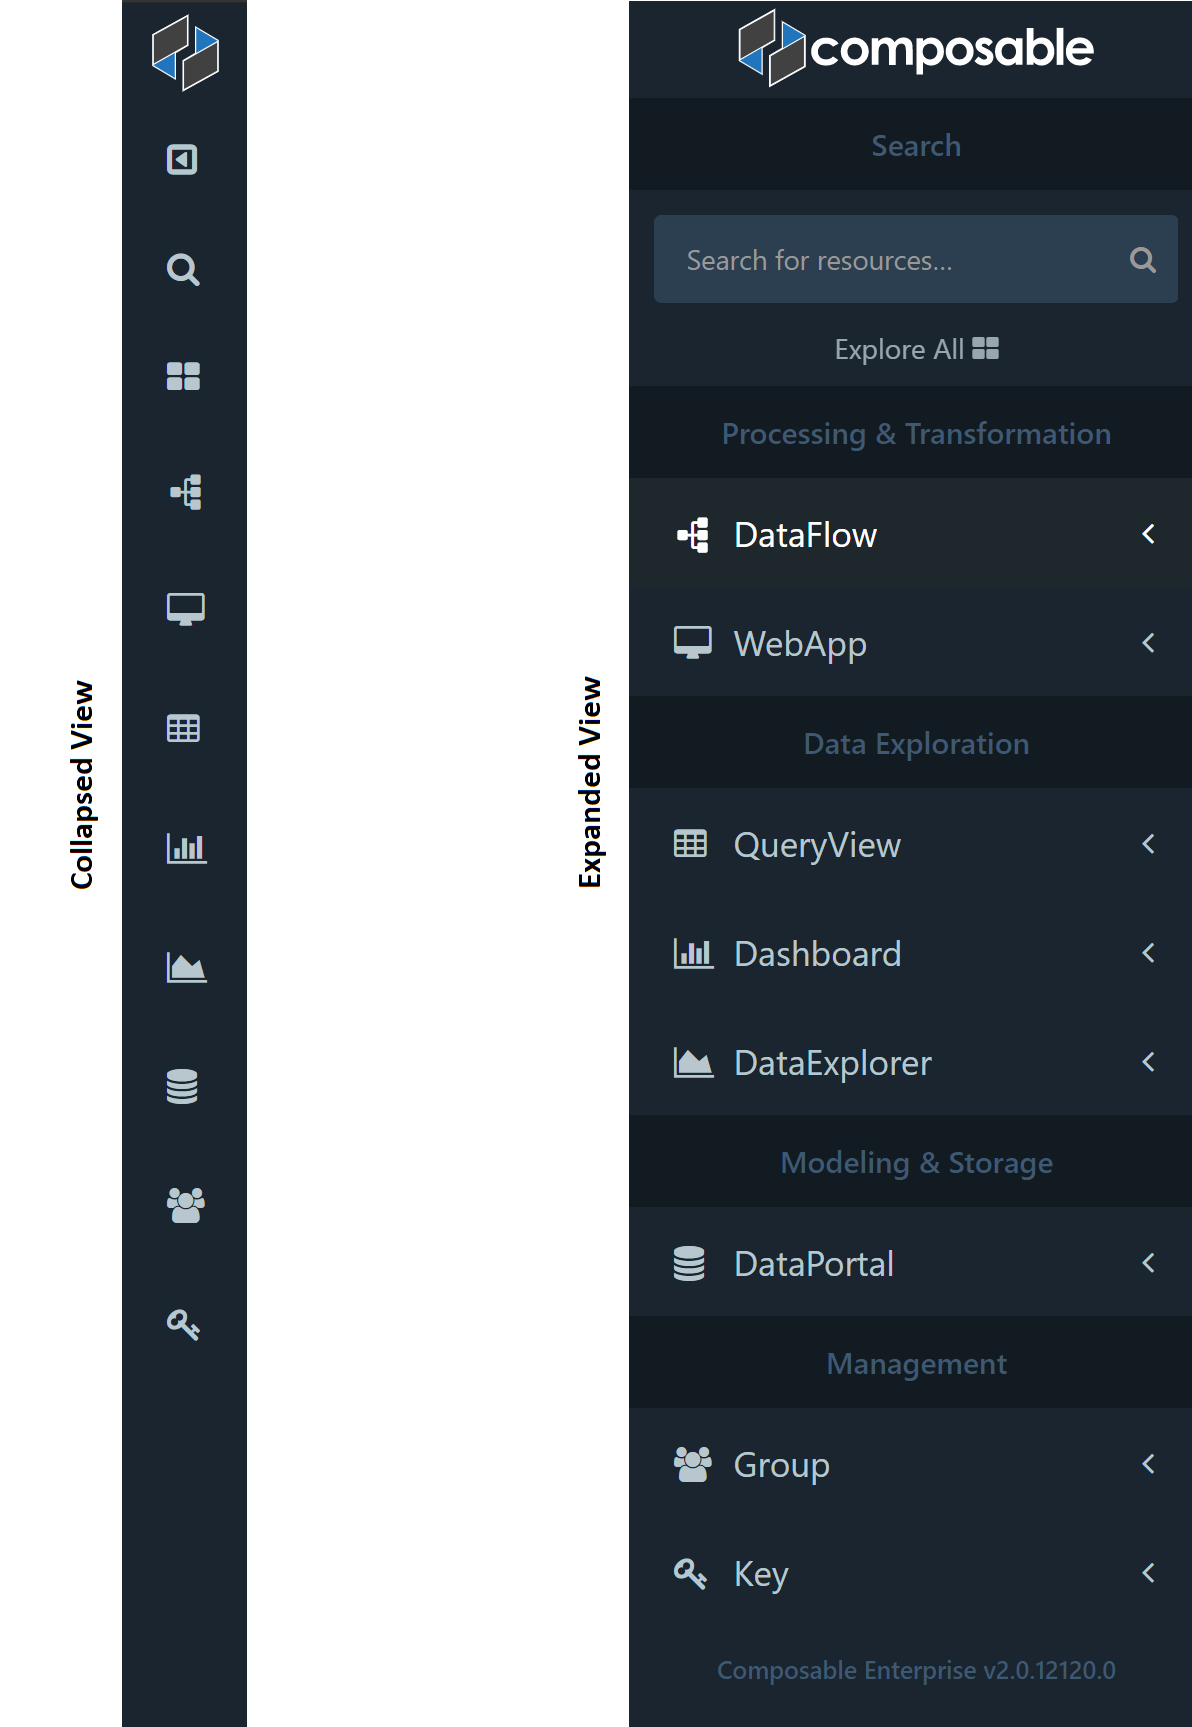 Collapsed View
Expanded View
composable
Search
Search for resources...
Explore All
Processing & Transformation
DataFlow
WebApp
Data Exploration
QueryView
Dashboard
DataExplorer
Modeling & Storage
DataPortal
Management
Group
Key
Composable Enterprise v2.0.12120.0